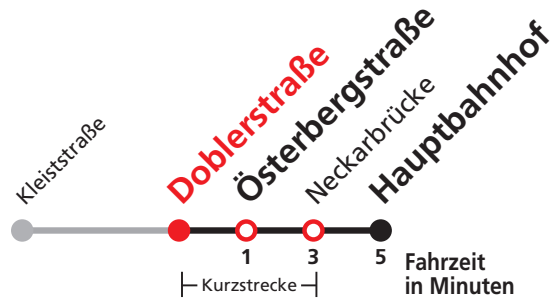 Kleiststraße
Doblerstraße
Österbergstraße
Neckarbrücke
Hauptbahnhof
1 3 5 Fahrzeit
in Minuten
Kurzstrecke